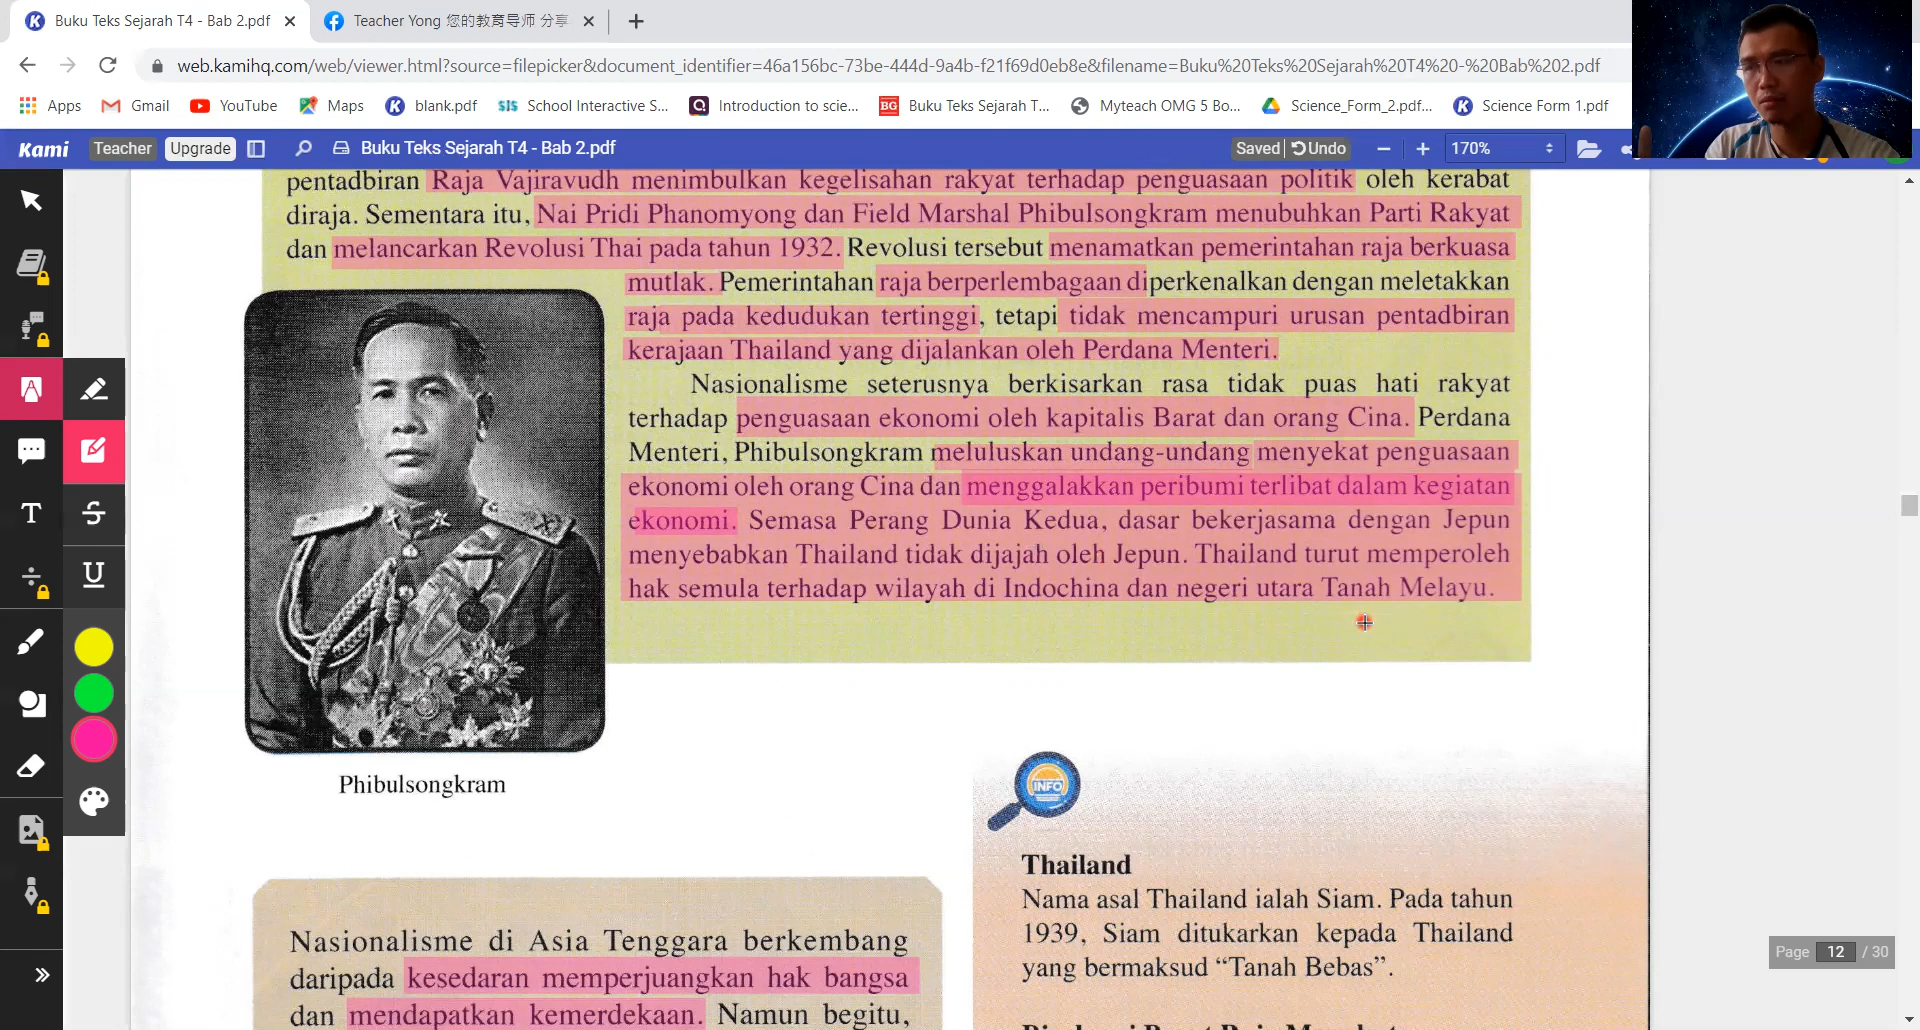 Buku Teks Sejarah T4 - Bab 2.pdf
Teacher Yong 您的教育导师 分享
web.kamihq.com/web/viewer.html?source=filepicker&document_identifier=46a156bc-73be-444d-9a4b-f21f69d0eb8e&filename=Buku%20Teks%20Sejarah%20T4%20-%20Bab%202.pdf
Apps Gmail YouTube Maps blank.pdf School Interactive S... Introduction to scie... Buku Teks Sejarah T... Myteach OMG 5 Bo... Science_Form_2.pdf... Science Form 1.pdf
Kami Teacher Upgrade Buku Teks Sejarah T4 - Bab 2.pdf Saved Undo 170%
pentadbiran Raja Vajiravudh menimbulkan kegelisahan rakyat terhadap penguasaan politik oleh kerabat
diraja. Sementara itu, Nai Pridi Phanomyong dan Field Marshal Phibulsongkram menubuhkan Parti Rakyat
dan melancarkan Revolusi Thai pada tahun 1932. Revolusi tersebut menamatkan pemerintahan raja berkuasa
mutlak. Pemerintahan raja berperlembagaan diperkenalkan dengan meletakkan
raja pada kedudukan tertinggi, tetapi tidak mencampuri urusan pentadbiran
kerajaan Thailand yang dijalankan oleh Perdana Menteri.
Nasionalisme seterusnya berkisarkan rasa tidak puas hati rakyat
terhadap penguasaan ekonomi oleh kapitalis Barat dan orang Cina. Perdana
Menteri, Phibulsongkram meluluskan undang-undang menyekat penguasaan
ekonomi oleh orang Cina dan menggalakkan peribumi terlibat dalam kegiatan
ekonomi. Semasa Perang Dunia Kedua, dasar bekerjasama dengan Jepun
menyebabkan Thailand tidak dijajah oleh Jepun. Thailand turut memperoleh
hak semula terhadap wilayah di Indochina dan negeri utara Tanah Melayu.
Phibulsongkram
INFO
Thailand
Nama asal Thailand ialah Siam. Pada tahun
1939, Siam ditukarkan kepada Thailand
yang bermaksud “Tanah Bebas”.
Nasionalisme di Asia Tenggara berkembang
daripada kesedaran memperjuangkan hak bangsa
dan mendapatkan kemerdekaan. Namun begitu,
Page 12 / 30